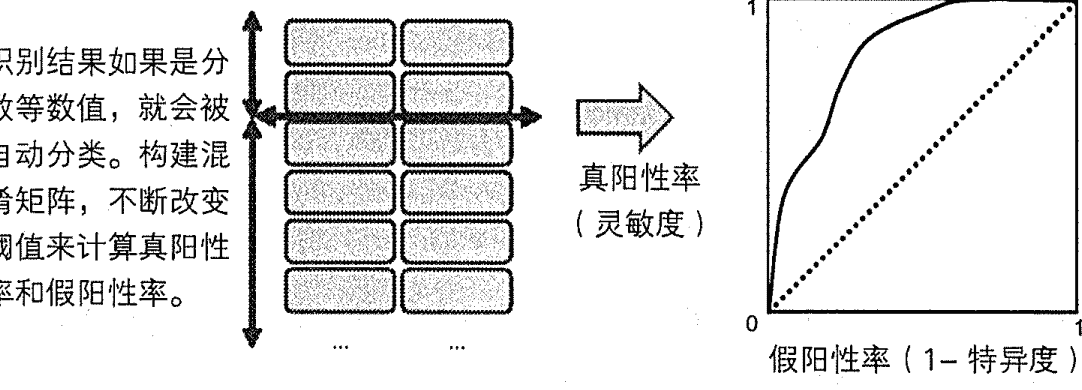 识别结果如果是分
数等数值，就会被
自动分类。构建混
淆矩阵，不断改变
阈值来计算真阳性
率和假阳性率。
... ...
真阳性率
（灵敏度）
1
0
1
假阳性率（1- 特异度）